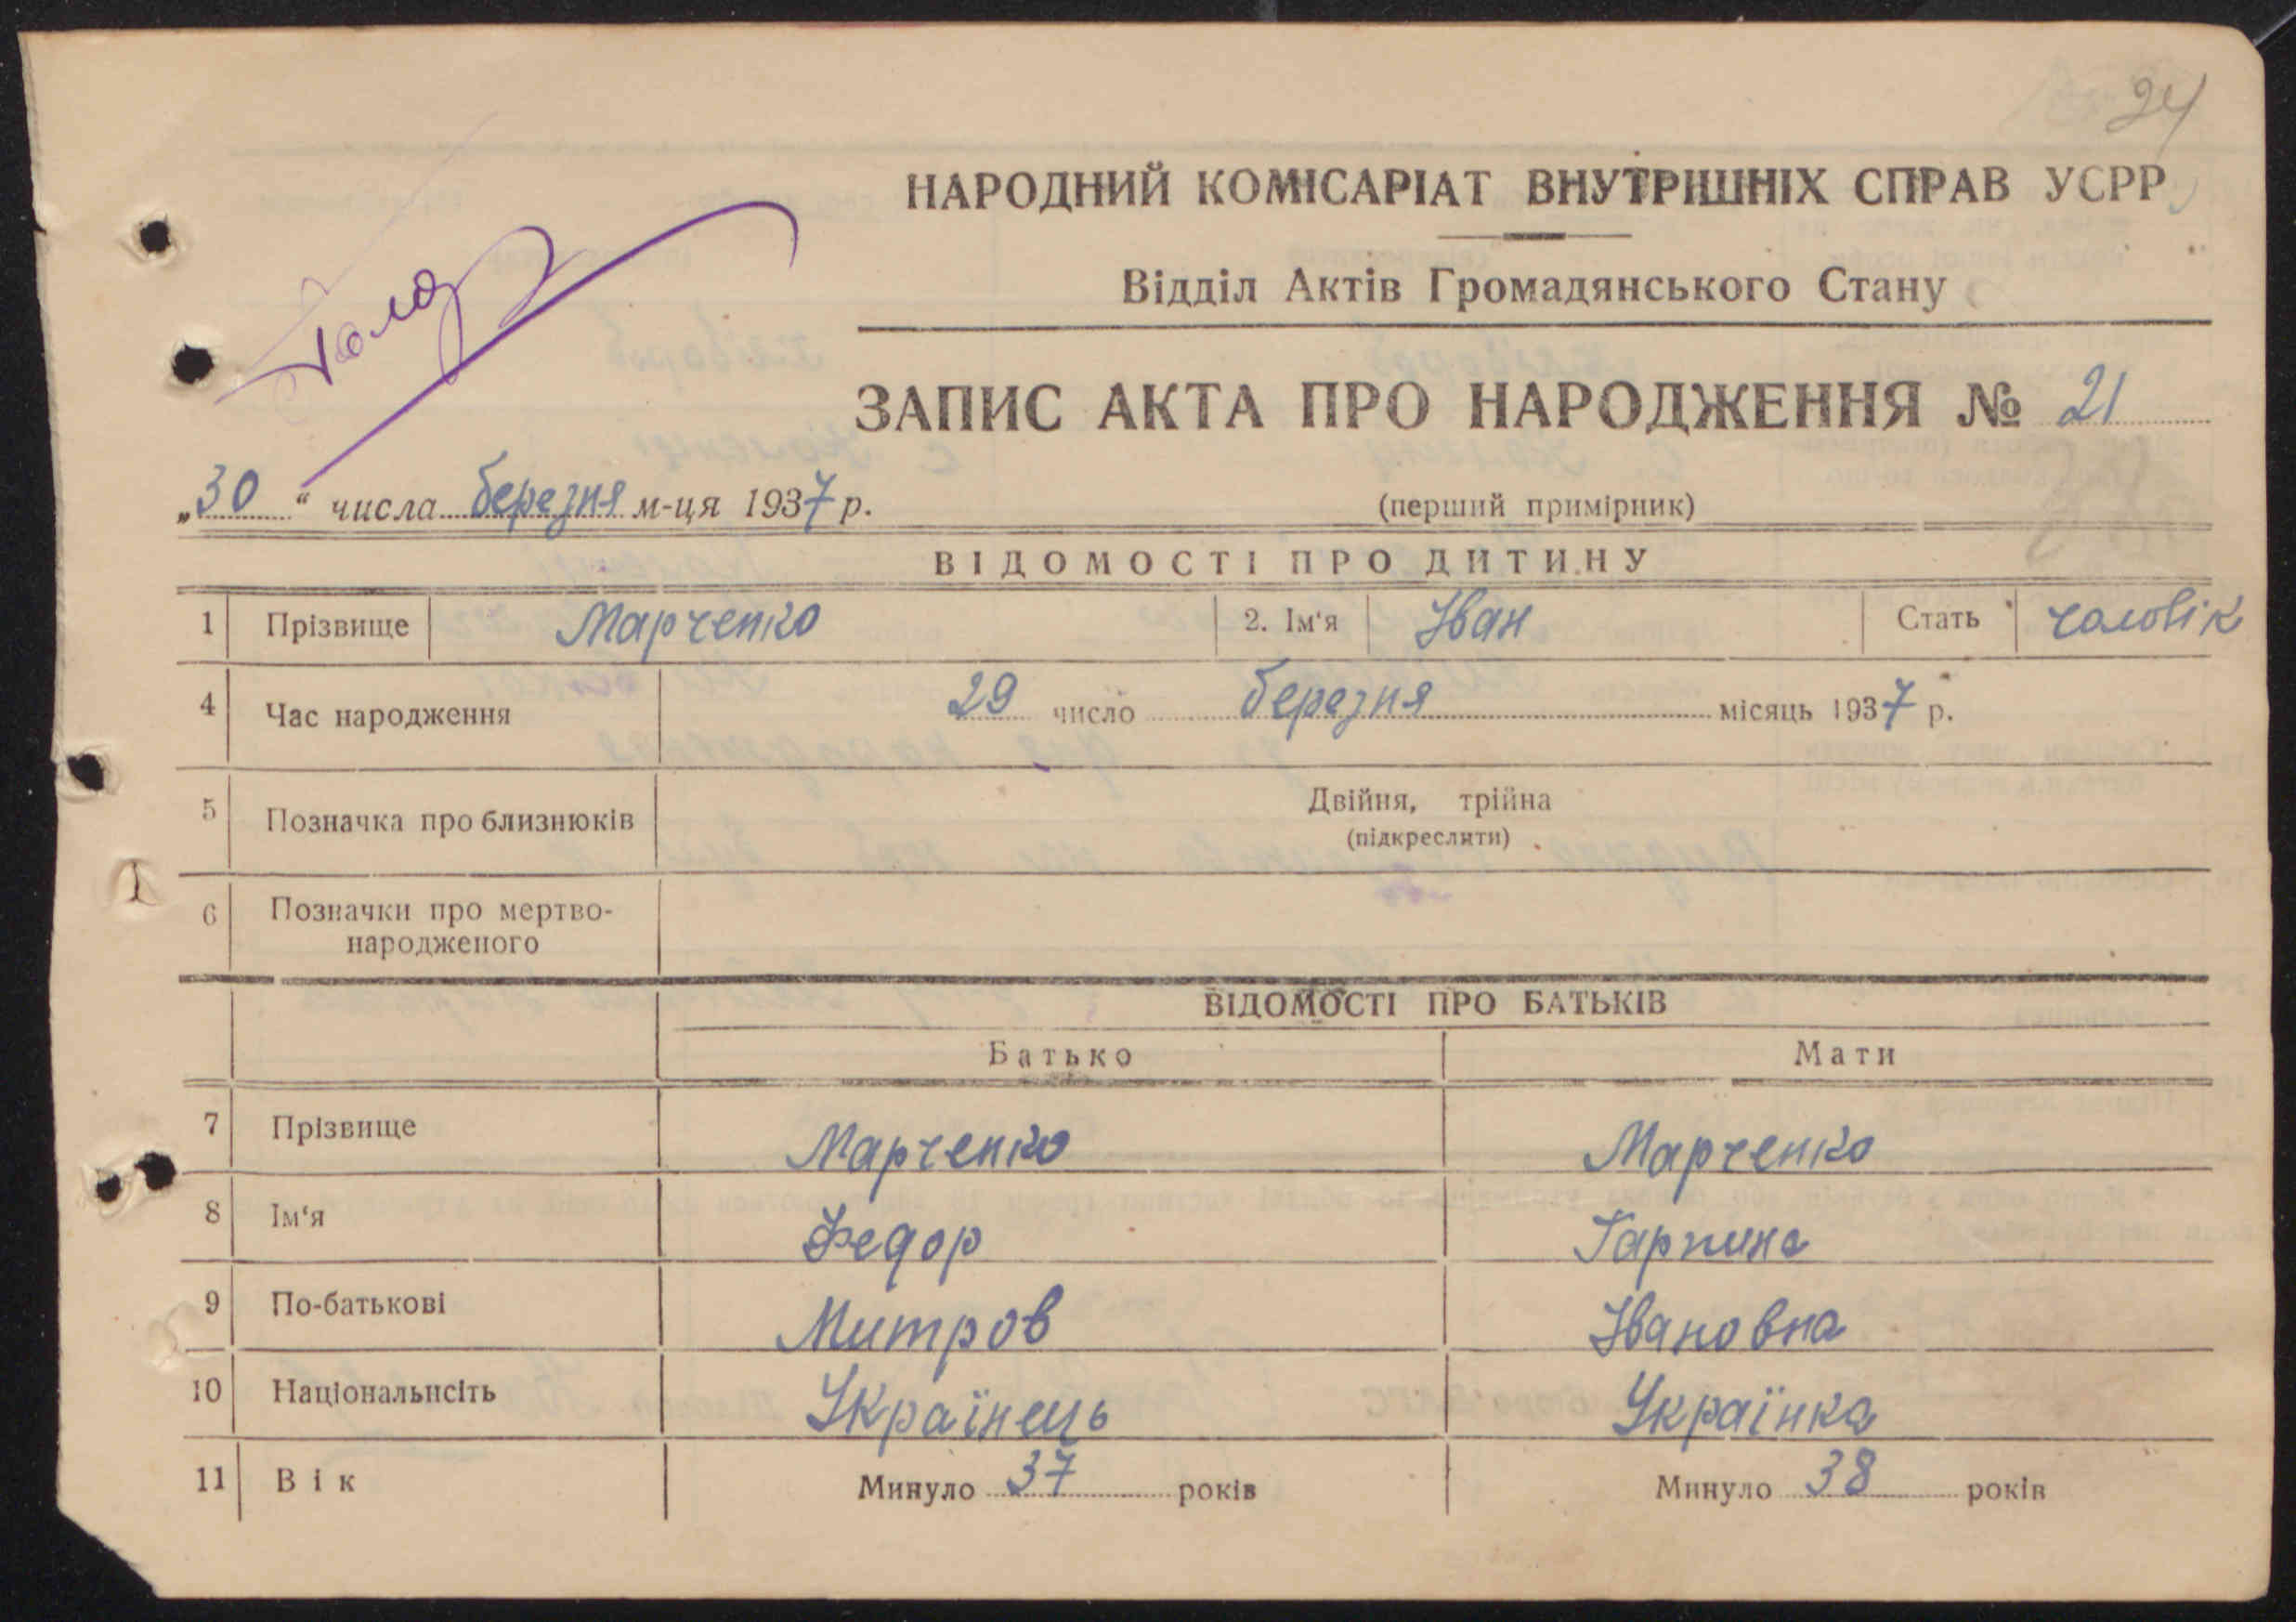 24
НАРОДНИЙ КОМІСАРІАТ ВНУТРІШНІХ СПРАВ УСРР
Відділ Актів Громадянського Стану
ЗАПИС АКТА ПРО НАРОДЖЕННЯ № 21
„30“ числа березня м-ця 1937 р.
(перший примірник)
ВІДОМОСТІ ПРО ДИТИНУ
1 Прізвище Марченко 2. Ім‘я Іван Стать чоловік
4 Час народження 29 число березня місяць 1937 р.
5 Позначка про близнюків Двійня, трійна
(підкреслити)
6 Позначки про мертво-
народженого
ВІДОМОСТІ ПРО БАТЬКІВ
Батько Мати
7 Прізвище Марченко Марченко
8 Ім‘я Федор Гарпина
9 По-батькові Митров Івановна
10 Національнсіть Українець Українка
11 Вік Минуло 37 років Минуло 38 років